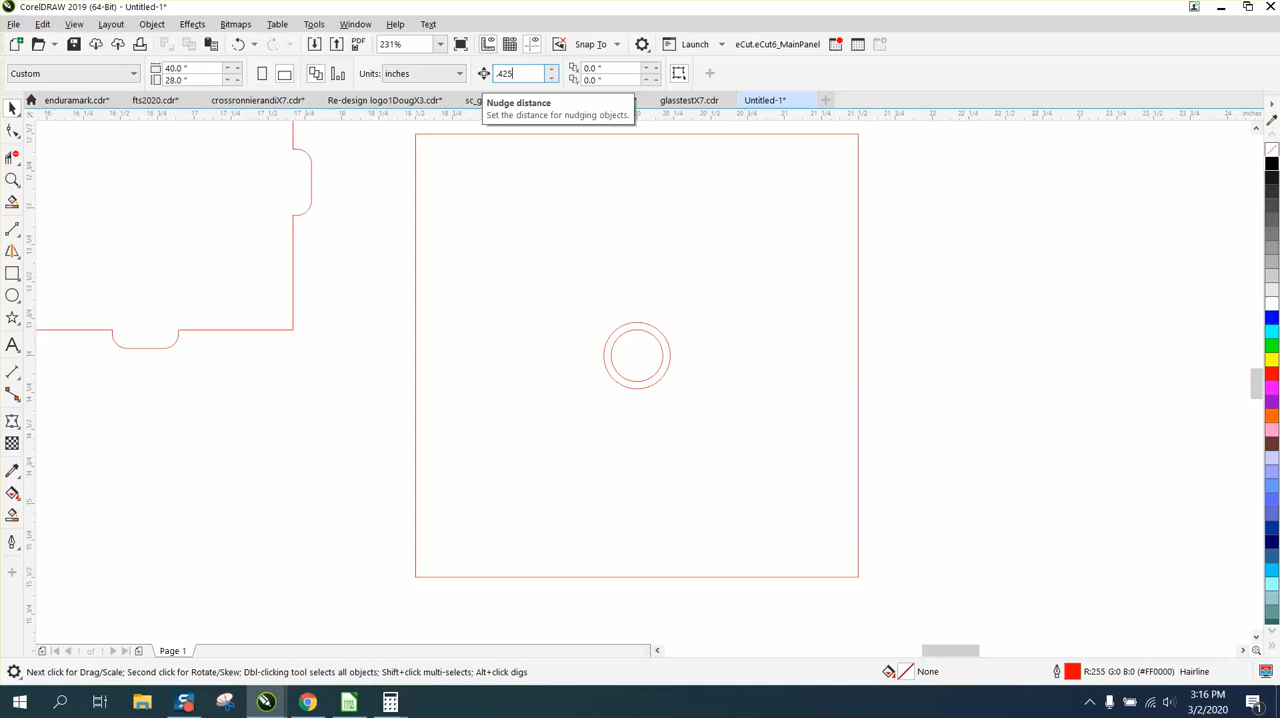 CorelDRAW 2019 (64-Bit) - Untitled-1*
File Edit View Layout Object Effects Bitmaps Table Tools Window Help Text
PDF 231% Snap To Launch eCut.eCut6_MainPanel
Custom 40.0 " 28.0 " Units: inches .425 0.0 " 0.0 "
enduramark.cdr* fts2020.cdr* crossronnierandiX7.cdr* Re-design logo1DougX3.cdr* glasstestX7.cdr Untitled-1*
Nudge distance
Set the distance for nudging objects.
inches
1 of 1 Page 1
Next click for Drag/Scale; Second click for Rotate/Skew; Dbl-clicking tool selects all objects; Shift+click multi-selects; Alt+click digs
None R:255 G:0 B:0 (#FF0000) Hairline
3:16 PM
3/2/2020